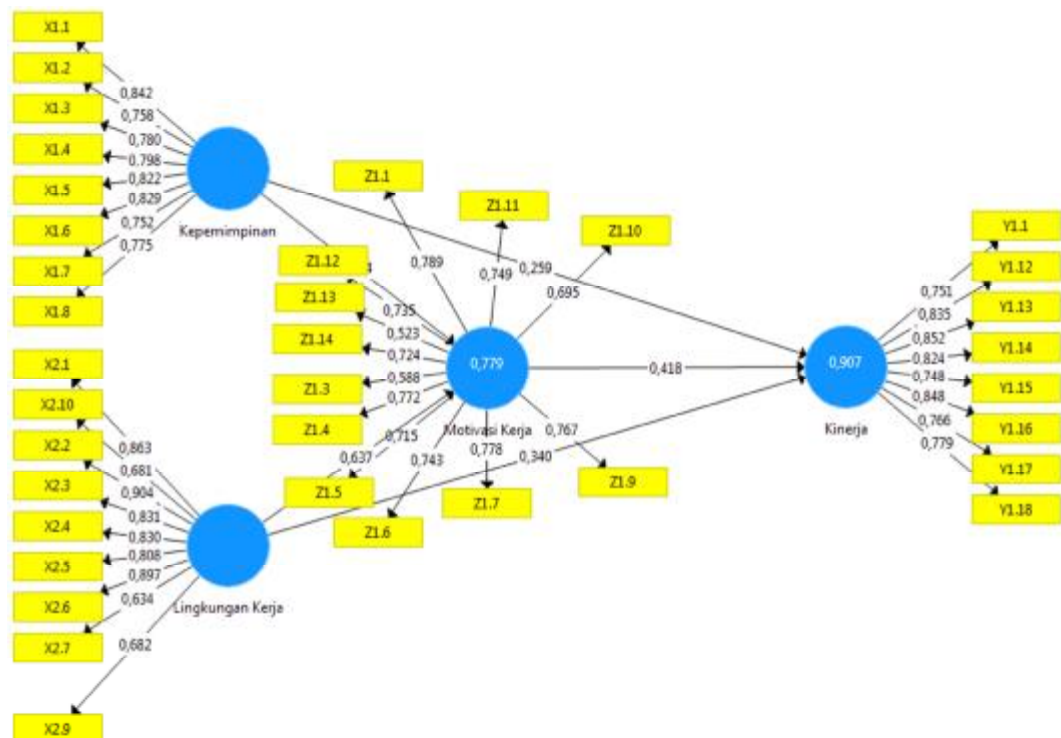 X1.1
X1.2
X1.3
X1.4
X1.5
X1.6
X1.7
X1.8
0,842
0,758
0,780
0,798
0,822
0,829
0,752
0,775
Kepemimpinan
X2.1
X2.10
X2.2
X2.3
X2.4
X2.5
X2.6
X2.7
X2.9
0,863
0,681
0,904
0,831
0,830
0,808
0,897
0,634
0,682
Lingkungan Kerja
Z1.1
Z1.11
Z1.10
Z1.12
Z1.13
Z1.14
Z1.3
Z1.4
Z1.5
Z1.6
Z1.7
Z1.9
0,789
0,749
0,695
0,735
0,523
0,724
0,588
0,772
0,715
0,743
0,778
0,767
0,637
0,779
Motivasi Kerja
0,259
0,418
0,340
0,907
Kinerja
0,751
0,835
0,852
0,824
0,748
0,848
0,766
0,779
Y1.1
Y1.12
Y1.13
Y1.14
Y1.15
Y1.16
Y1.17
Y1.18